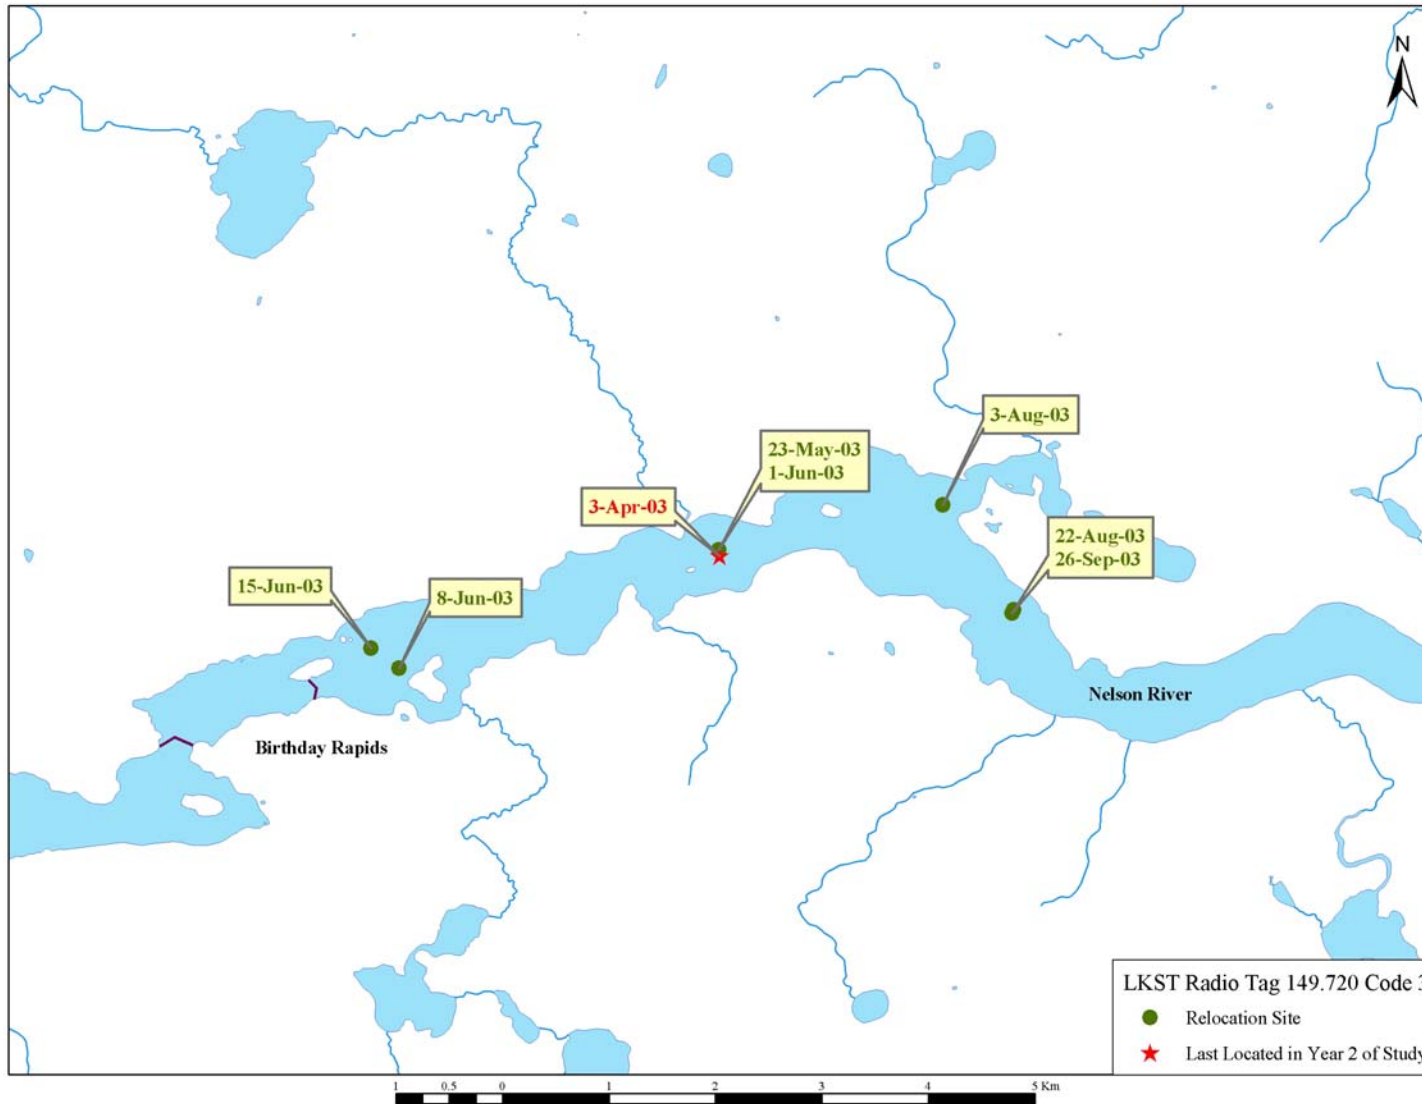 N
3-Aug-03
23-May-03
1-Jun-03
3-Apr-03
22-Aug-03
26-Sep-03
15-Jun-03
8-Jun-03
Nelson River
Birthday Rapids
LKST Radio Tag 149.720 Code
Relocation Site
Last Located in Year 2 of Study
1 0.5 0 1 2 3 4 5 Km